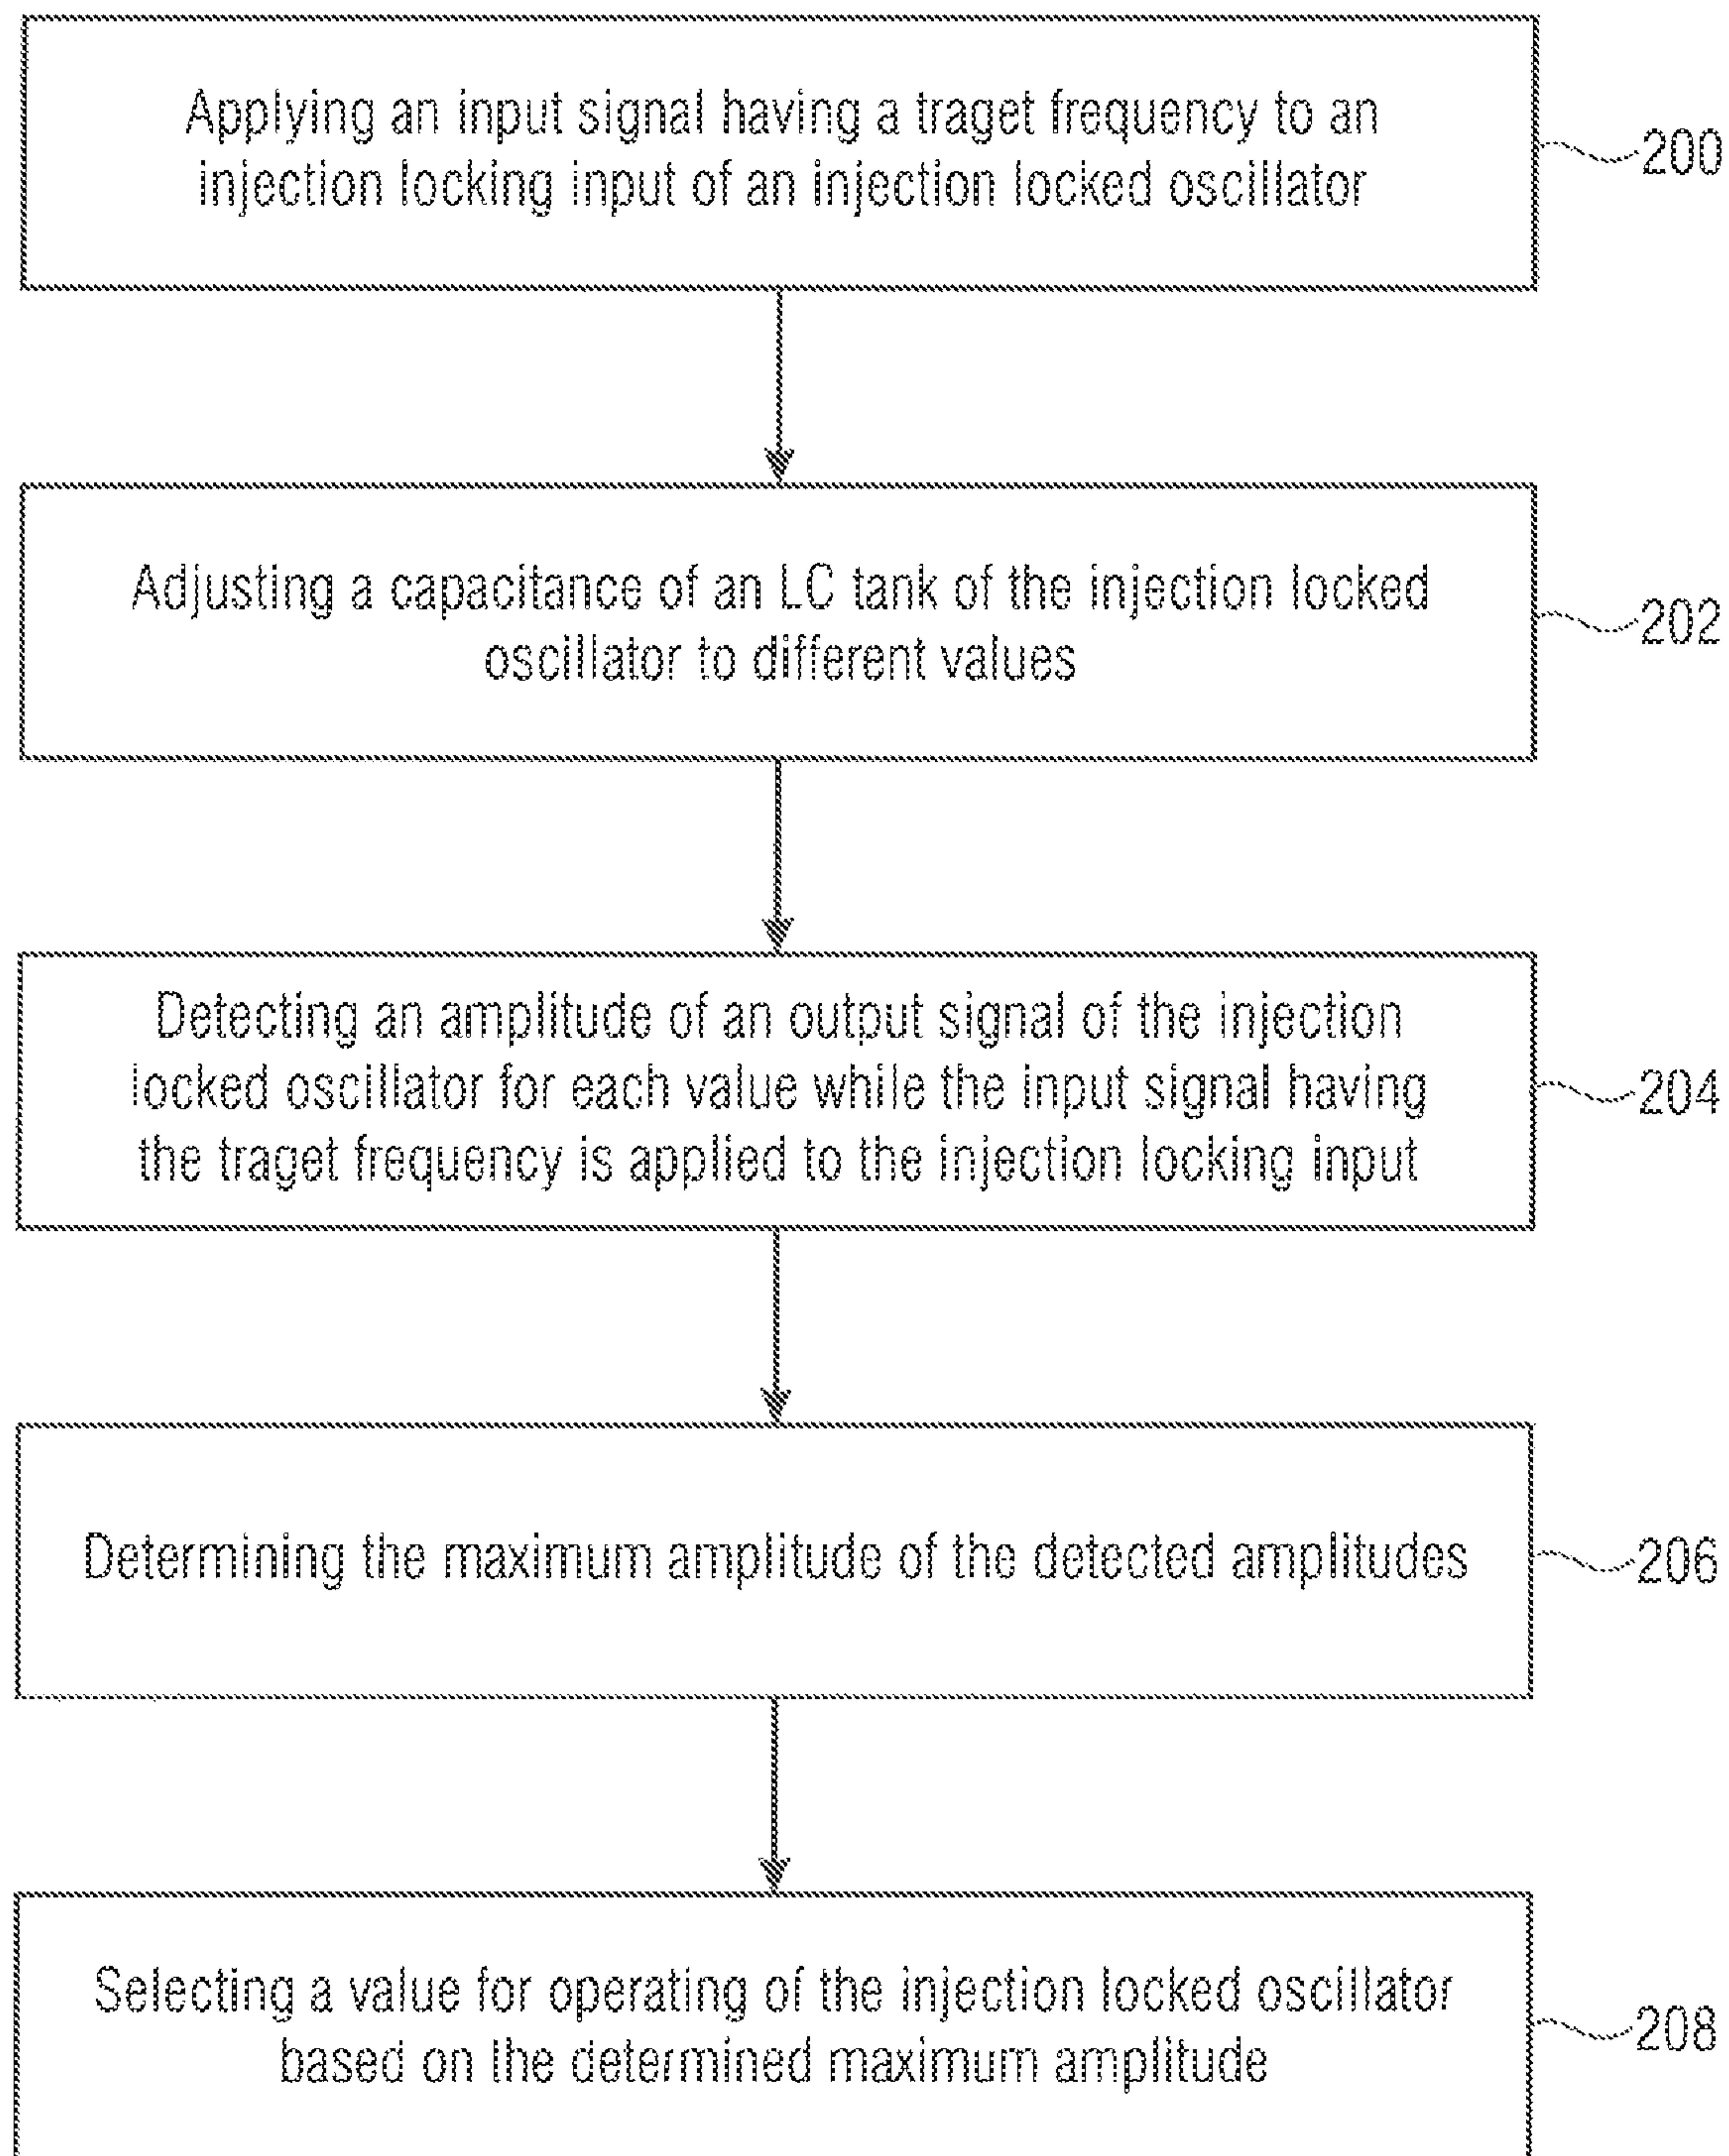 Applying an input signal having a traget frequency to an
injection locking input of an injection locked oscillator
200
Adjusting a capacitance of an LC tank of the injection locked
oscillator to different values
202
Detecting an amplitude of an output signal of the injection
locked oscillator for each value while the input signal having
the traget frequency is applied to the injection locking input
204
Determining the maximum amplitude of the detected amplitudes
206
Selecting a value for operating of the injection locked oscillator
based on the determined maximum amplitude
208